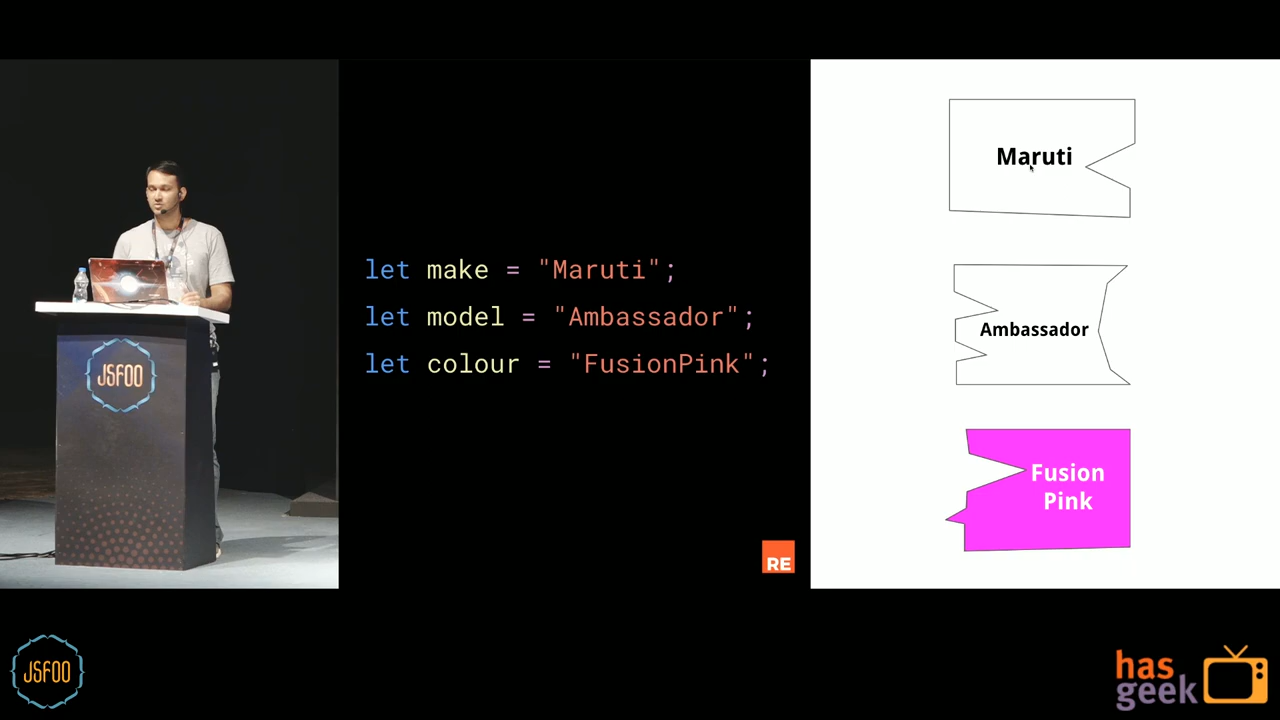 JSFOO
let make = "Maruti";
let model = "Ambassador";
let colour = "FusionPink";
RE
Maruti
Ambassador
Fusion
Pink
JSFOO
has
geek